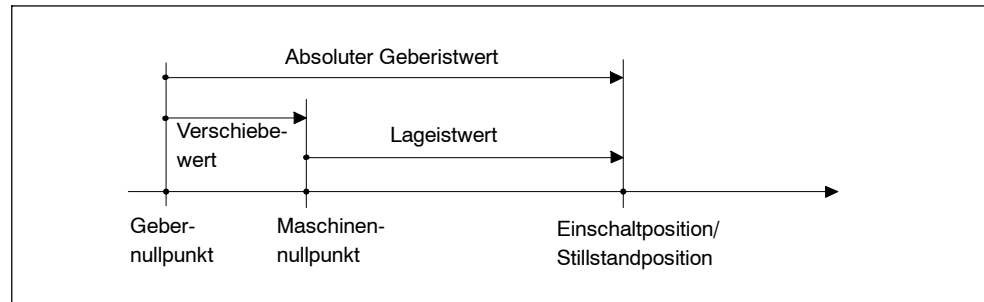 Absoluter Geberistwert
Verschiebe-
wert
Lageistwert
Geber-
nullpunkt
Maschinen-
nullpunkt
Einschaltposition/
Stillstandposition